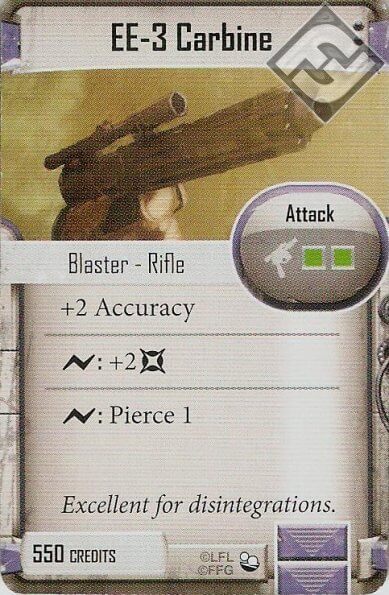 EE-3 Carbine
Attack
Blaster - Rifle
+2 Accuracy
: +2
: Pierce 1
Excellent for disintegrations.
550 CREDITS
©LFL
©FFG